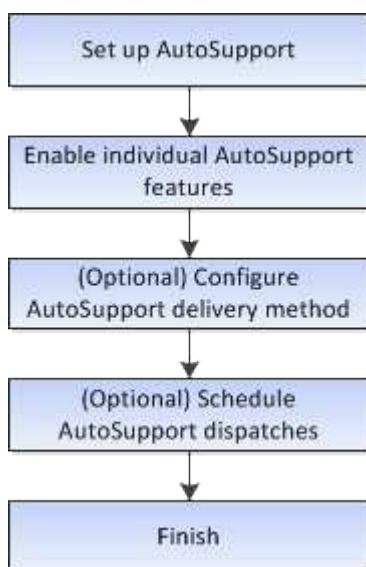 Set up AutoSupport
Enable individual AutoSupport
features
(Optional) Configure
AutoSupport delivery method
(Optional) Schedule
AutoSupport dispatches
Finish